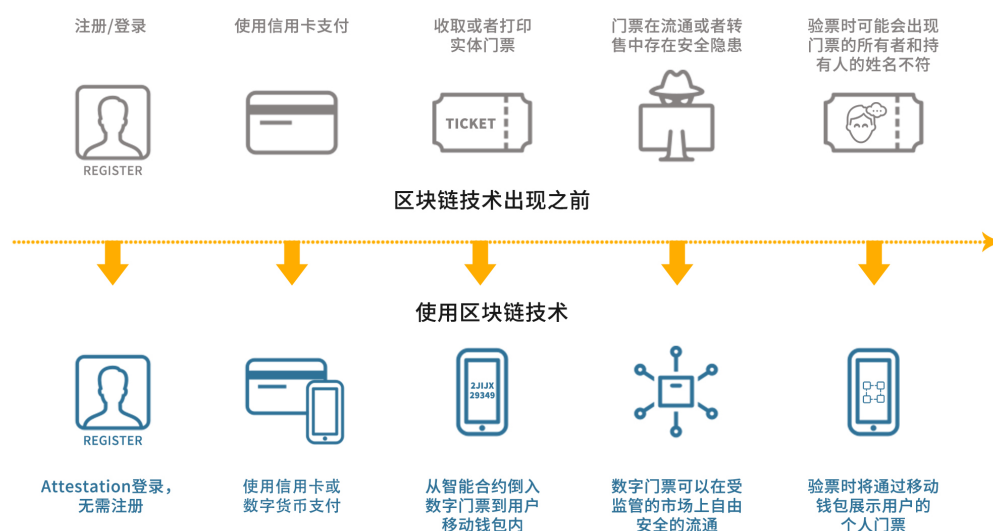 注册/登录
使用信用卡支付
收取或者打印
实体门票
门票在流通或者转
售中存在安全隐患
验票时可能会出现
门票的所有者和持
有人的姓名不符
REGISTER
TICKET
区块链技术出现之前
使用区块链技术
REGISTER
2JIJX
29349
Attestation登录，
无需注册
使用信用卡或
数字货币支付
从智能合约倒入
数字门票到用户
移动钱包内
数字门票可以在受
监管的市场上自由
安全的流通
验票时将通过移动
钱包展示用户的
个人门票